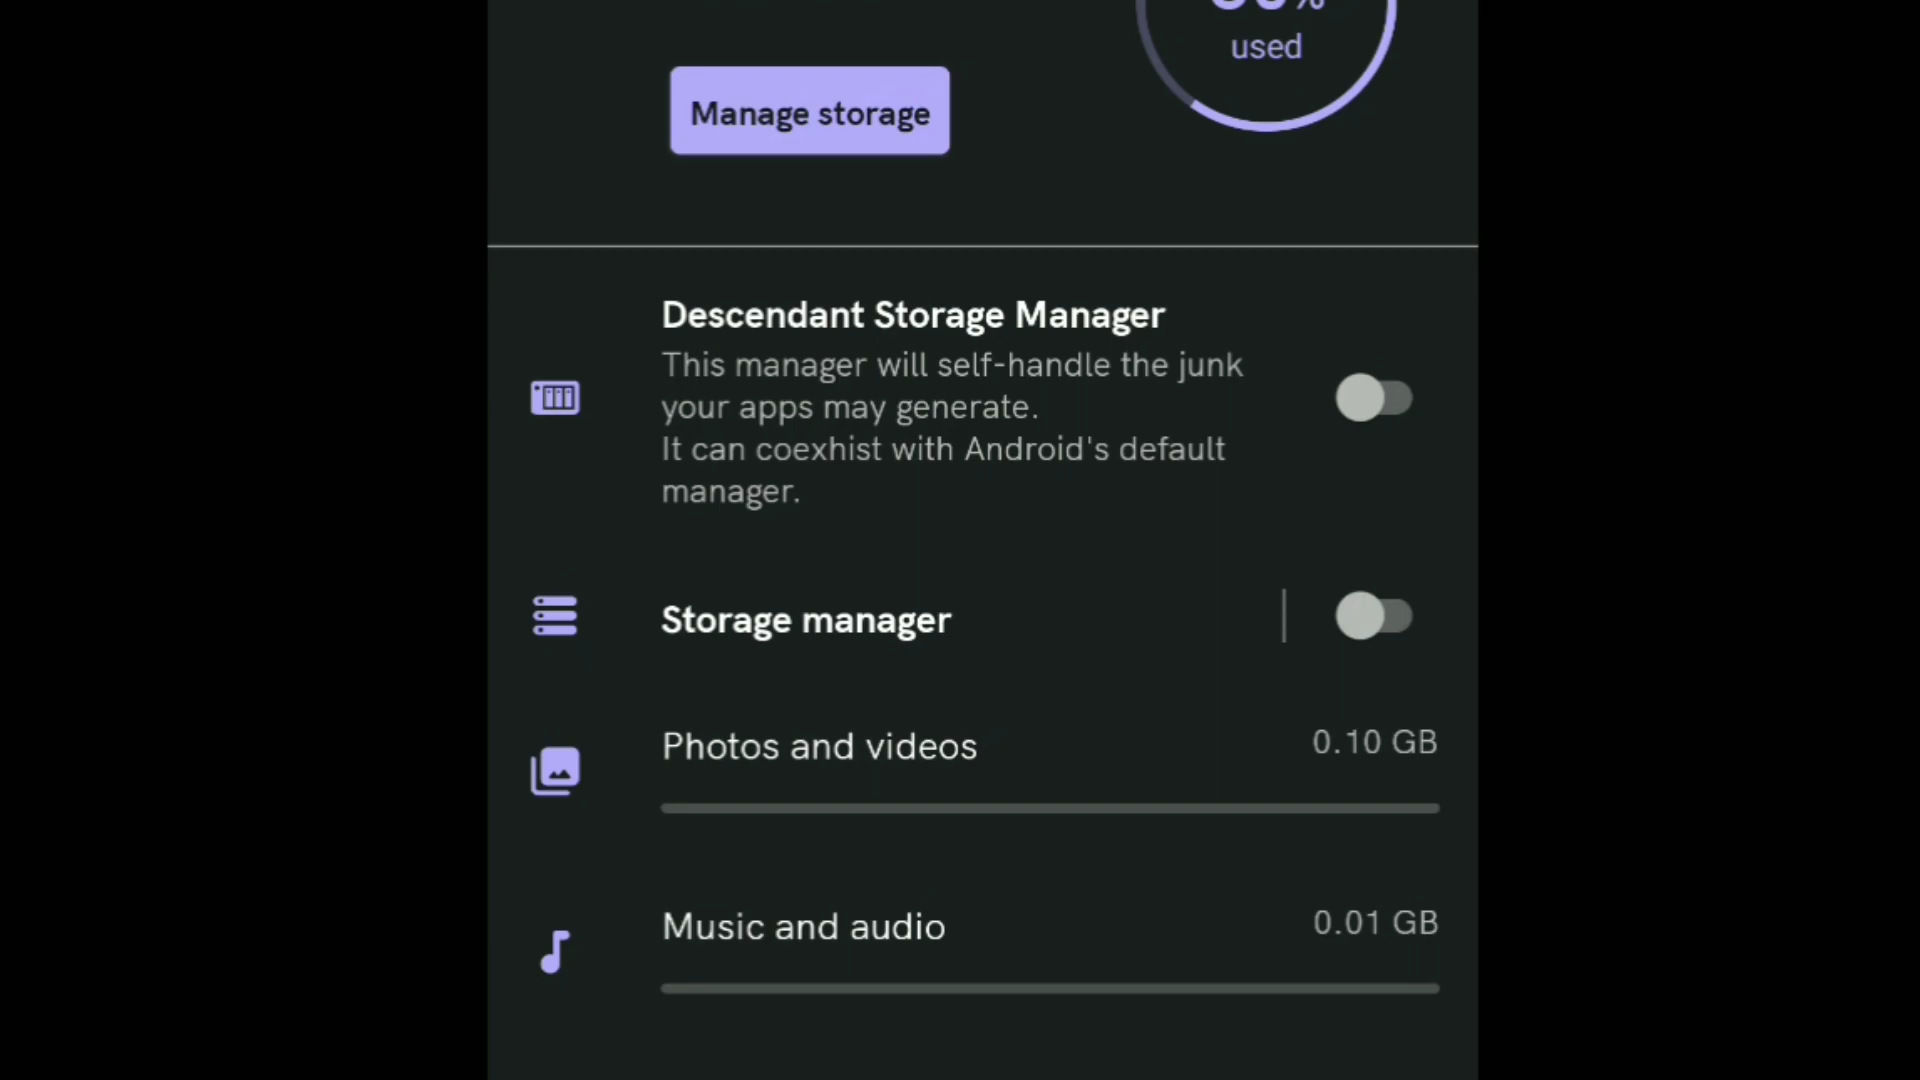 used
Manage storage
Descendant Storage Manager
This manager will self-handle the junk
your apps may generate.
It can coexhist with Android's default
manager.
Storage manager
Photos and videos
0.10 GB
Music and audio
0.01 GB